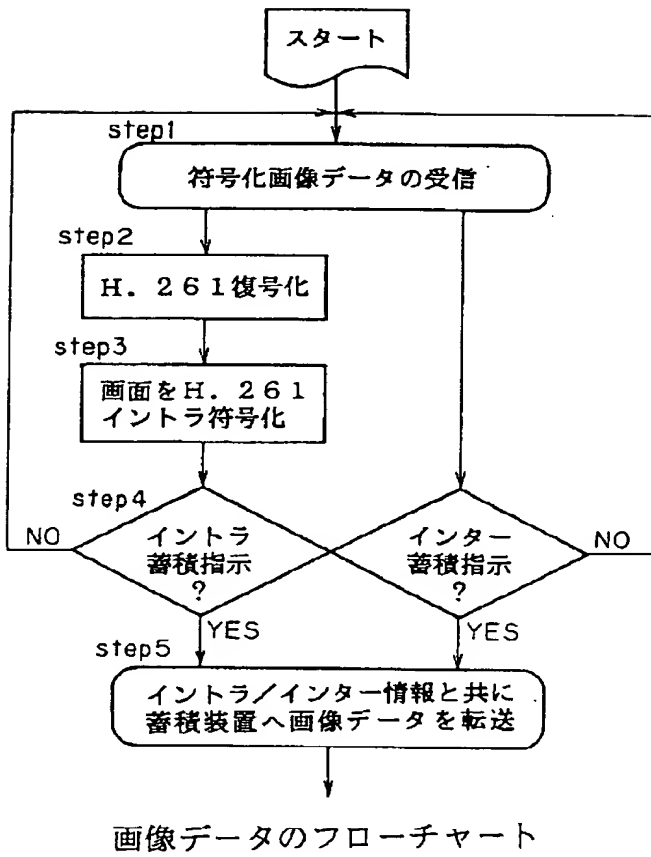 スタート
step1
符号化画像データの受信
step2
H．261復号化
step3
画面をH．261
イントラ符号化
step4
NO
イントラ
蓄積指示
?
YES
インター
蓄積指示
?
NO
YES
step5
イントラ／インター情報と共に
蓄積装置へ画像データを転送
画像データのフローチャート